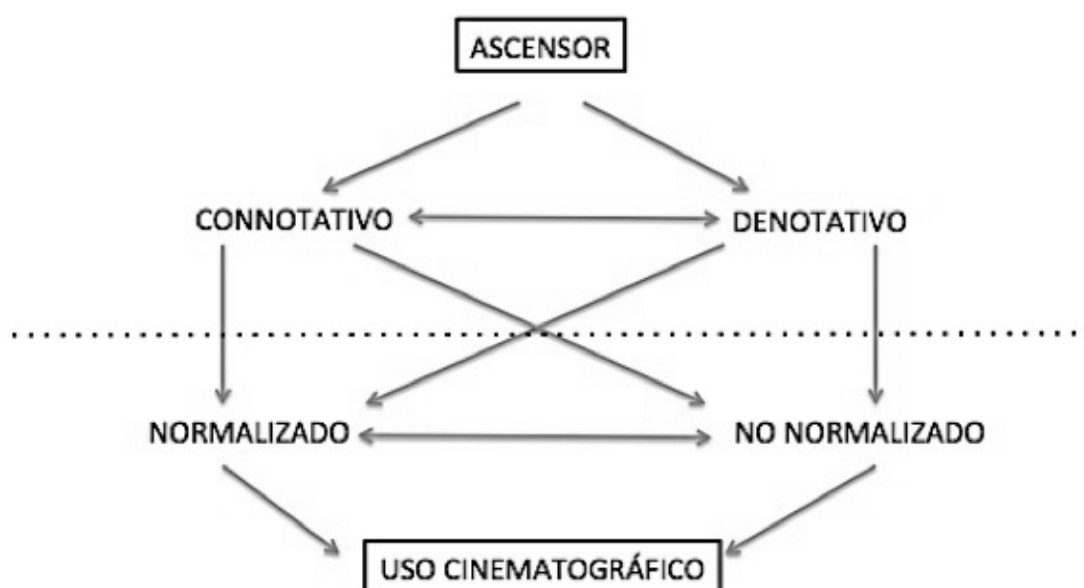 ASCENSOR
CONNOTATIVO
DENOTATIVO
NORMALIZADO
NO NORMALIZADO
USO CINEMATOGRÁFICO